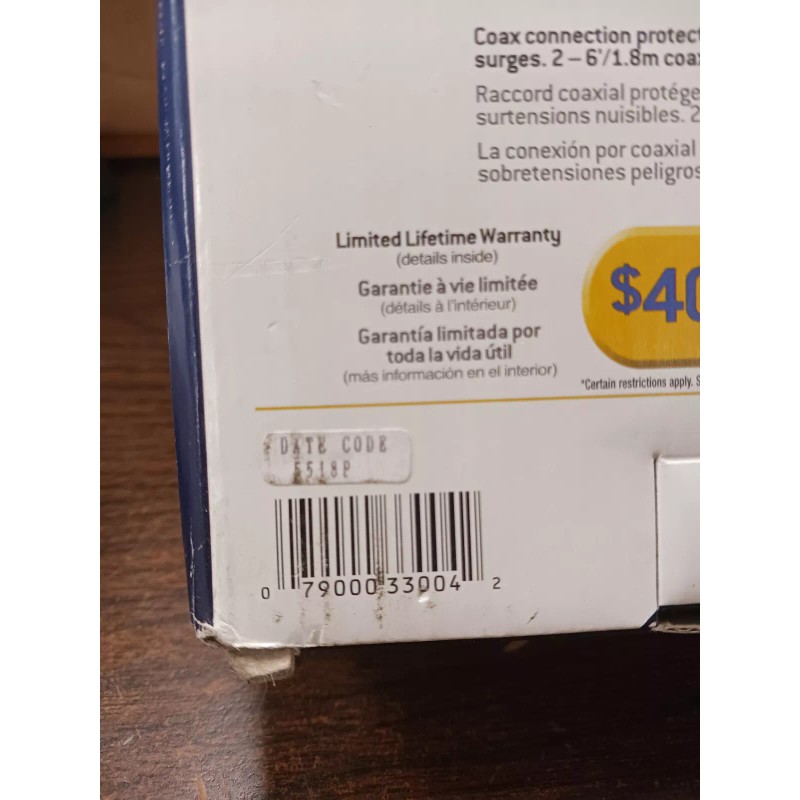 Coax connection protect
surges. 2 – 6'/1.8m coa
Raccord coaxial protége
surtensions nuisibles. 2
La conexión por coaxial
sobretensiones peligros
Limited Lifetime Warranty
(details inside)
Garantie à vie limitée
(détails à l'intérieur)
Garantía limitada por
toda la vida útil
(más información en el interior)
$40
*Certain restrictions apply. S
DATE CODE
5518P
0 79000 33004 2